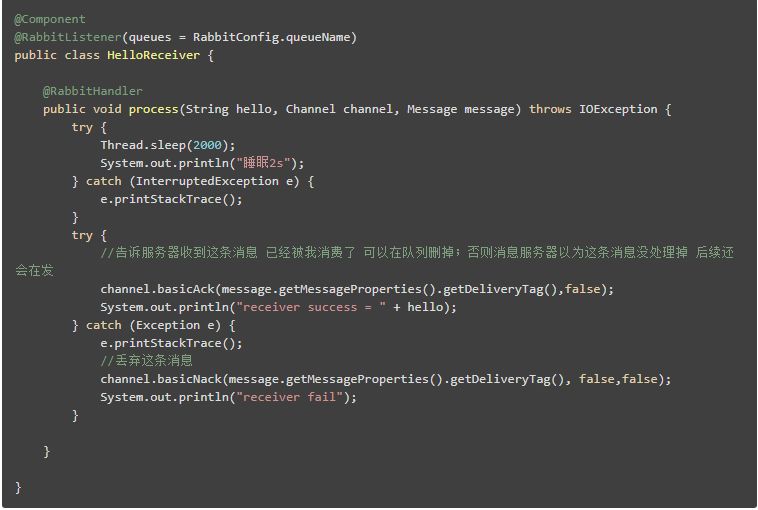 @Component
@RabbitListener(queues = RabbitConfig.queueName)
public class HelloReceiver {
    @RabbitHandler
    public void process(String hello, Channel channel, Message message) throws IOException {
        try {
            Thread.sleep(2000);
            System.out.println("睡眠2s");
        } catch (InterruptedException e) {
            e.printStackTrace();
        }
        try {
            //告诉服务器收到这条消息 已经被我消费了 可以在队列删掉；否则消息服务器以为这条消息没处理掉 后续还
会在发
            channel.basicAck(message.getMessageProperties().getDeliveryTag(),false);
            System.out.println("receiver success = " + hello);
        } catch (Exception e) {
            e.printStackTrace();
            //丢弃这条消息
            channel.basicNack(message.getMessageProperties().getDeliveryTag(), false,false);
            System.out.println("receiver fail");
        }
    }
}